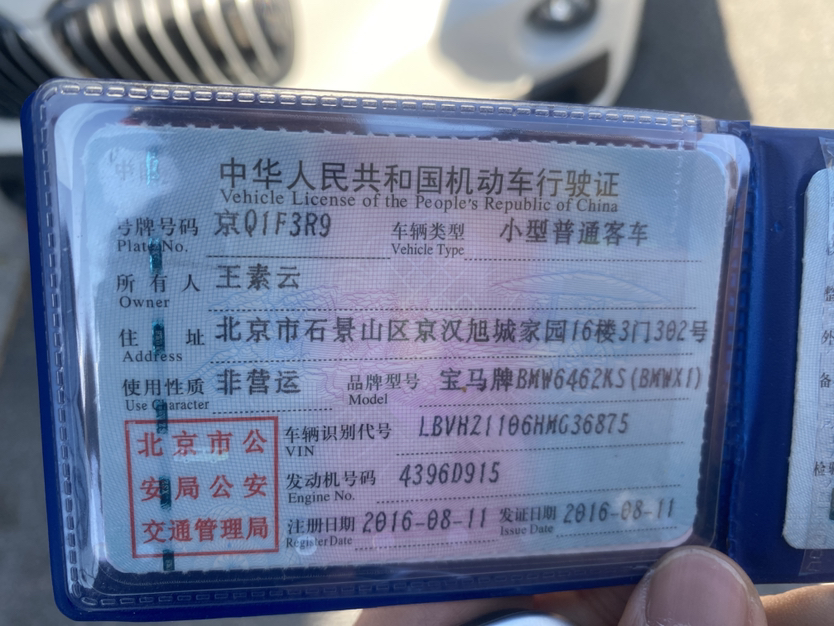 中华人民共和国机动车行驶证
Vehicle License of the People's Republic of China
号牌号码 京Q1F3R9 车辆类型 小型普通客车
Plate No. Vehicle Type
所有人 王素云
Owner
住址 北京市石景山区京汉旭城家园16楼3门302号
Address
使用性质 非营运 品牌型号 宝马牌BMW6462KS(BMWX1)
Use Character Model
北京市公安局公安交通管理局
车辆识别代号 LBVH21106HMG36875
VIN
发动机号码 4396D915
Engine No.
注册日期 2016-08-11 发证日期 2016-08-11
Register Date Issue Date
外
备
检